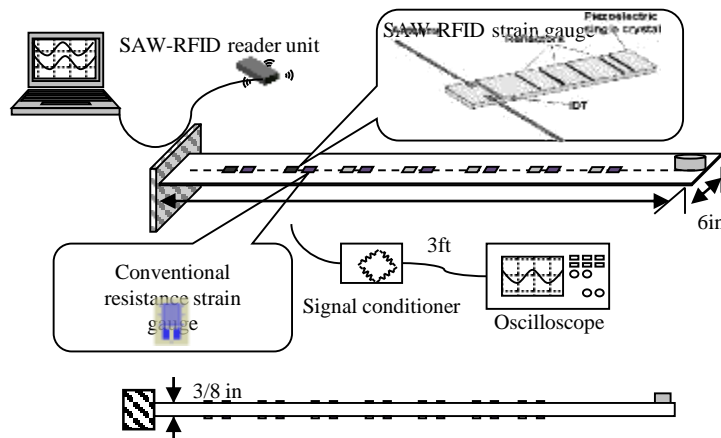 SAW-RFID reader unit
SAW-RFID strain gauge
Piezoelectric
single crystal
IDT
6in
3ft
Conventional
resistance strain
gauge
Signal conditioner
Oscilloscope
3/8 in